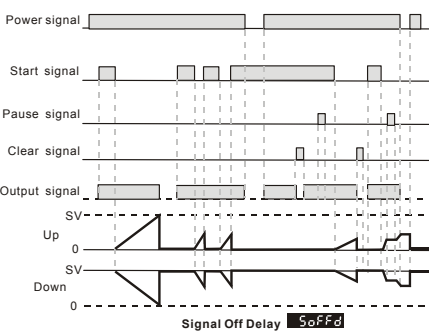 Power signal
Start signal
Pause signal
Clear signal
Output signal
SV
Up
0
SV
Down
0
Signal Off Delay SoFFd